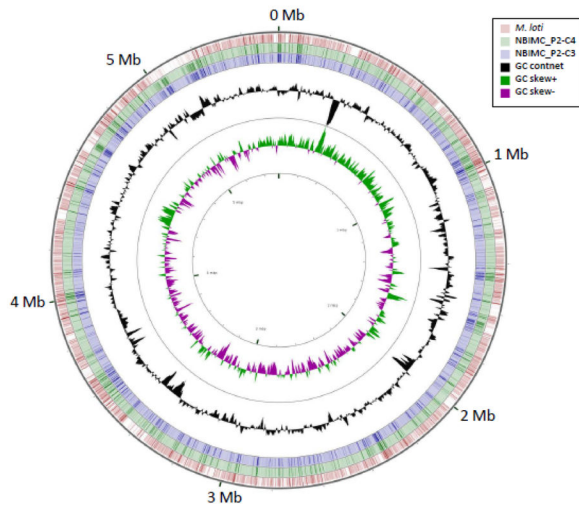 0 Mb
5 Mb
1 Mb
4 Mb
2 Mb
3 Mb
M. loti
NBIMC_P2-C4
NBIMC_P2-C3
GC contnet
GC skew+
GC skew-